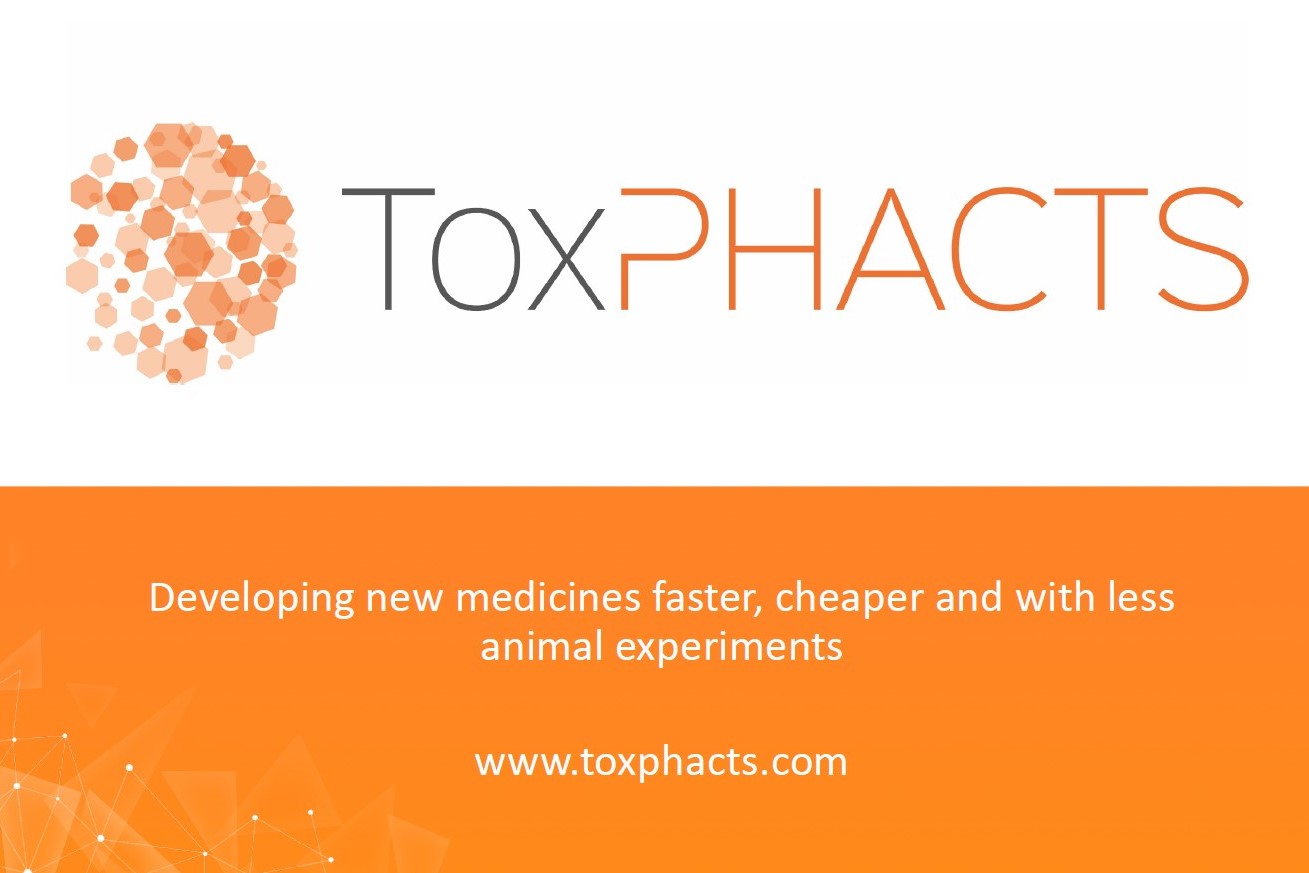 ToxPHACTS
Developing new medicines faster, cheaper and with less
animal experiments
www.toxphacts.com